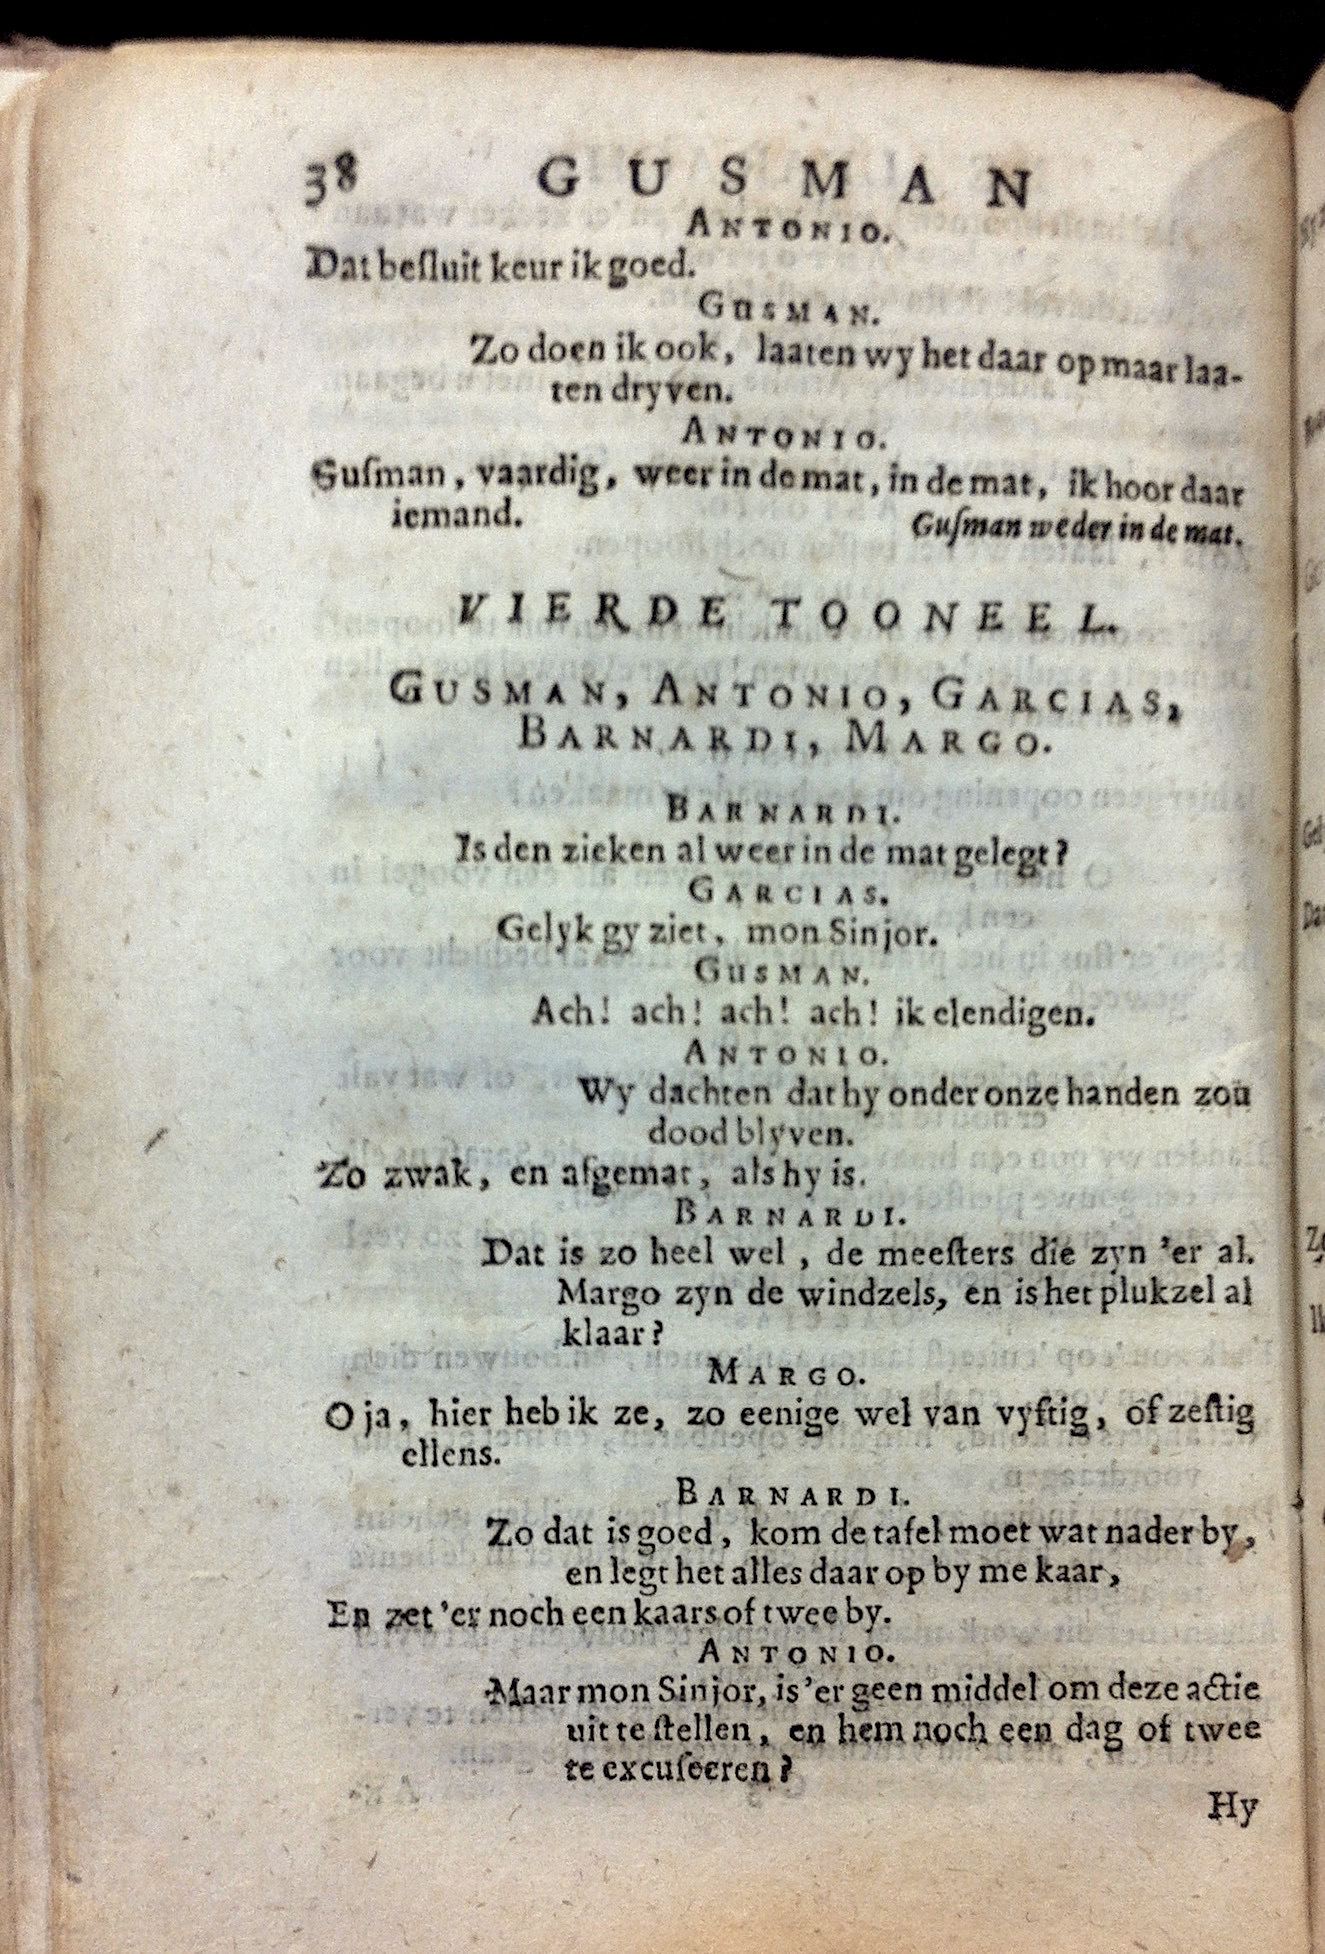 38 GUSMAN
ANTONIO.
Dat beſluit keur ik goed.
GUSMAN.
Zo doen ik ook, laaten wy het daar op maar laa-
ten dryven.
ANTONIO.
Guſman, vaardig, weer in de mat, in de mat, ik hoor daar
iemand. Guſman weder in de mat.
VIERDE TOONEEL.
GUSMAN, ANTONIO, GARCIAS,
BARNARDI, MARGO.
BARNARDI.
Is den zieken al weer in de mat gelegt?
GARCIAS.
Gelyk gy ziet, mon Sinjor.
GUSMAN.
Ach! ach! ach! ach! ik elendigen.
ANTONIO.
Wy dachten dat hy onder onze handen zou
dood blyven.
Zo zwak, en afgemat, als hy is.
BARNARDI.
Dat is zo heel wel, de meeſters die zyn 'er al.
Margo zyn de windzels, en is het plukzel al
klaar?
MARGO.
O ja, hier heb ik ze, zo eenige wel van vyftig, of zeſtig
ellens.
BARNARDI.
Zo dat is goed, kom de tafel moet wat nader by,
en legt het alles daar op by me kaar,
En zet 'er noch een kaars of twee by.
ANTONIO.
Maar mon Sinjor, is 'er geen middel om deze actie
uit te ſtellen, en hem noch een dag of twee
te excuſeeren?
Hy